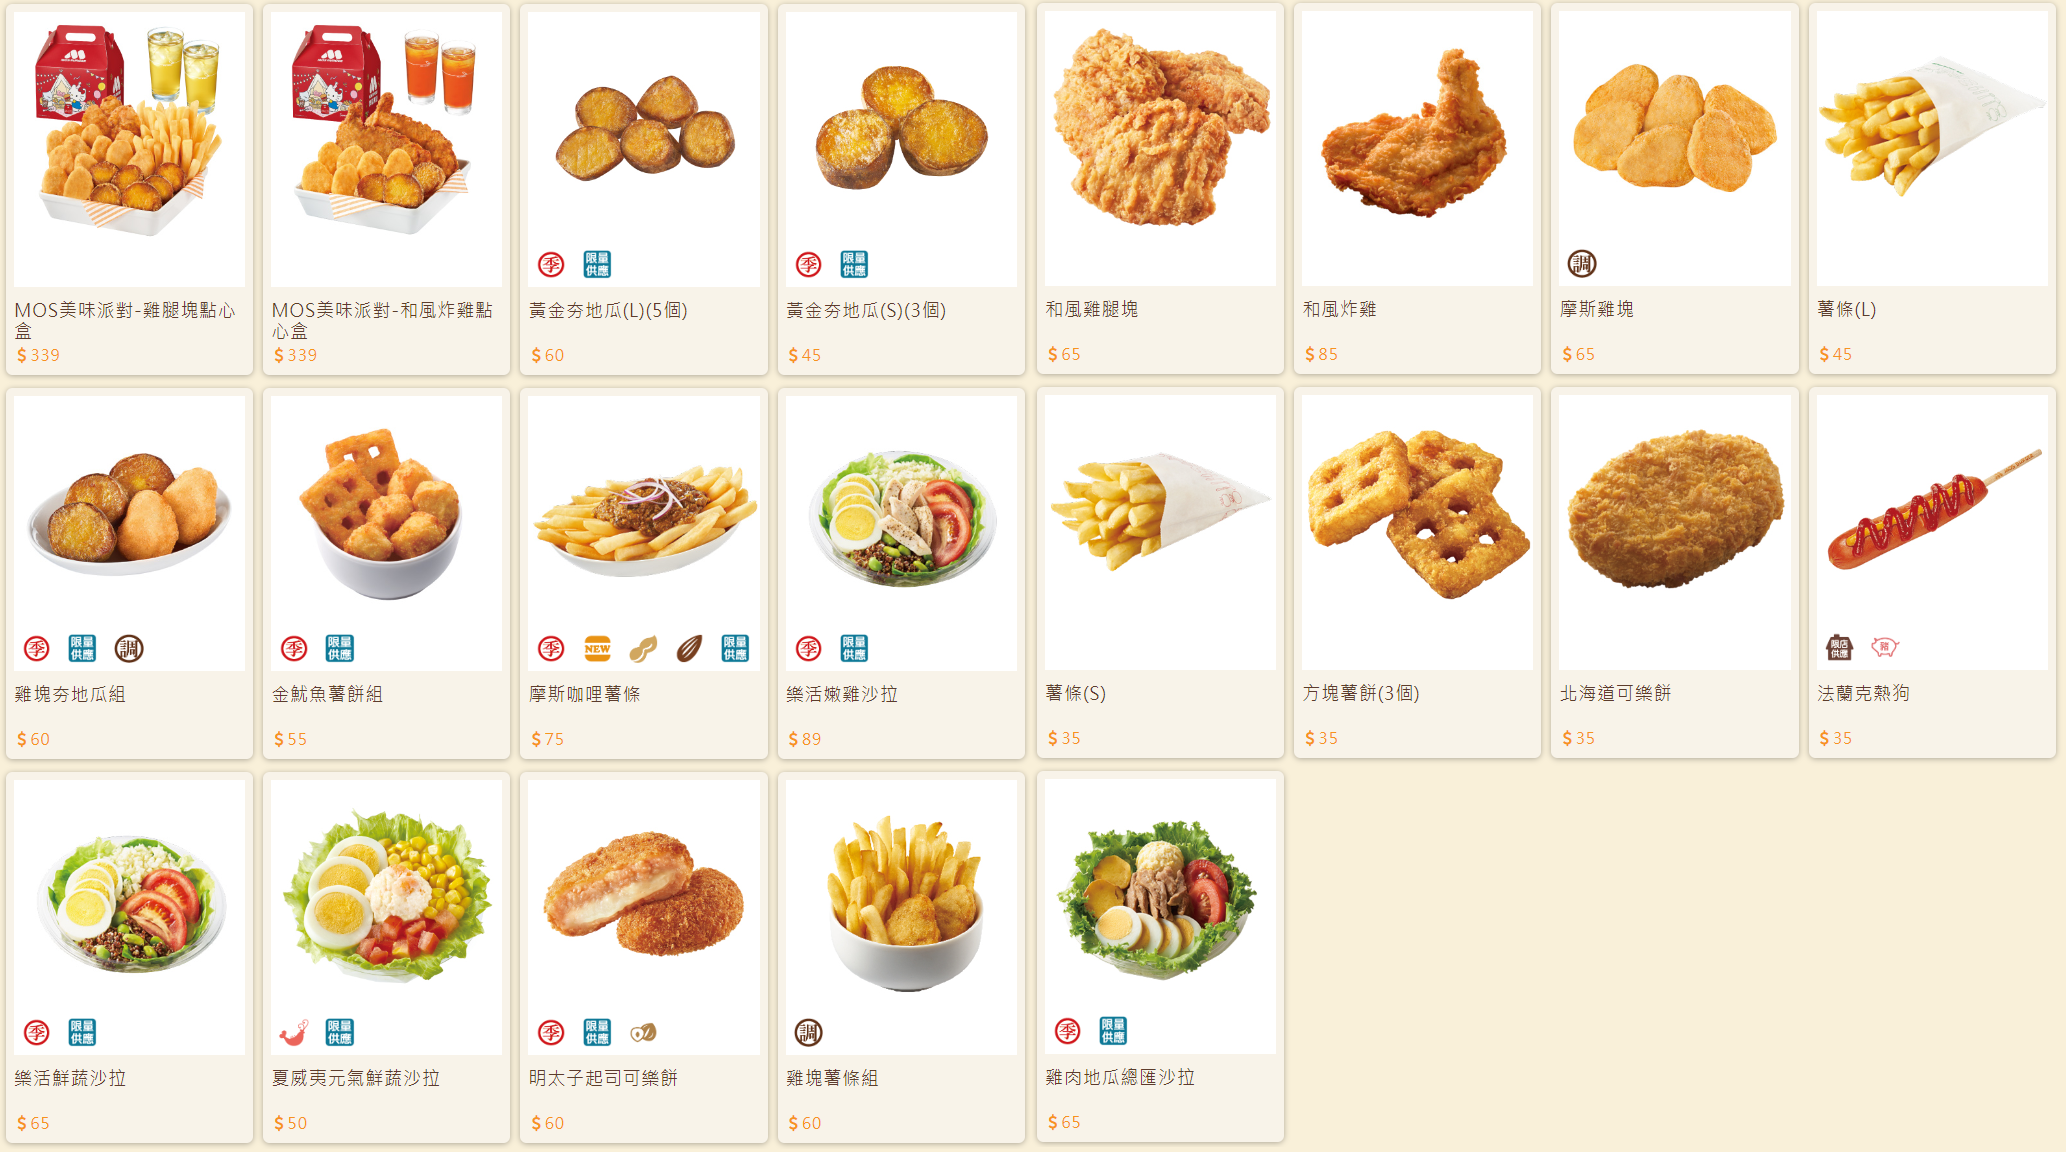 MOS美味派對-雞腿塊點心
盒
$339
MOS美味派對-和風炸雞點
心盒
$339
季 限量
供應
黃金夯地瓜(L)(5個)
$60
季 限量
供應
黃金夯地瓜(S)(3個)
$45
和風雞腿塊
$65
和風炸雞
$85
調
摩斯雞塊
$65
薯條(L)
$45
季 限量
供應 調
雞塊夯地瓜組
$60
季 限量
供應
金魷魚薯餅組
$55
季 NEW 限量
供應
摩斯咖哩薯條
$75
季 限量
供應
樂活嫩雞沙拉
$89
薯條(S)
$35
方塊薯餅(3個)
$35
北海道可樂餅
$35
限店
供應 豬
法蘭克熱狗
$35
季 限量
供應
樂活鮮蔬沙拉
$65
限量
供應
夏威夷元氣鮮蔬沙拉
$50
季 限量
供應
明太子起司可樂餅
$60
調
雞塊薯條組
$60
季 限量
供應
雞肉地瓜總匯沙拉
$65